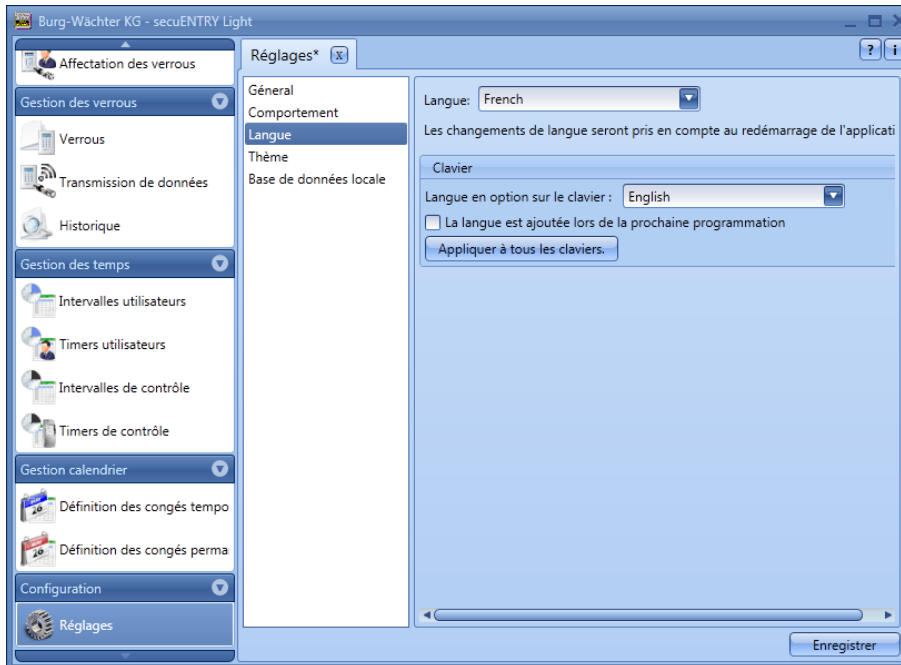 Burg-Wächter KG - secuENTRY Light
Affectation des verrous
Gestion des verrous
Verrous
Transmission de données
Historique
Gestion des temps
Intervalles utilisateurs
Timers utilisateurs
Intervalles de contrôle
Timers de contrôle
Gestion calendrier
Définition des congés tempo
Définition des congés perma
Configuration
Réglages
Réglages* x
? i
Géneral
Comportement
Langue
Thème
Base de données locale
Langue: French
Les changements de langue seront pris en compte au redémarrage de l'applicati
Clavier
Langue en option sur le clavier : English
La langue est ajoutée lors de la prochaine programmation
Appliquer à tous les claviers.
Enregistrer